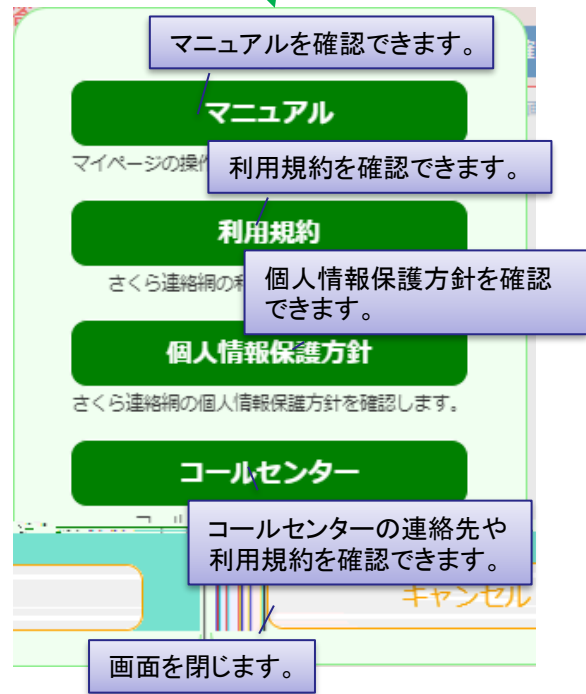 マニュアルを確認できます。
マニュアル
マイページの操作
利用規約を確認できます。
利用規約
さくら連絡網の利
個人情報保護方針を確認
できます。
個人情報保護方針
さくら連絡網の個人情報保護方針を確認します。
コールセンター
コールセンターの連絡先や
利用規約を確認できます。
キャンセル
画面を閉じます。